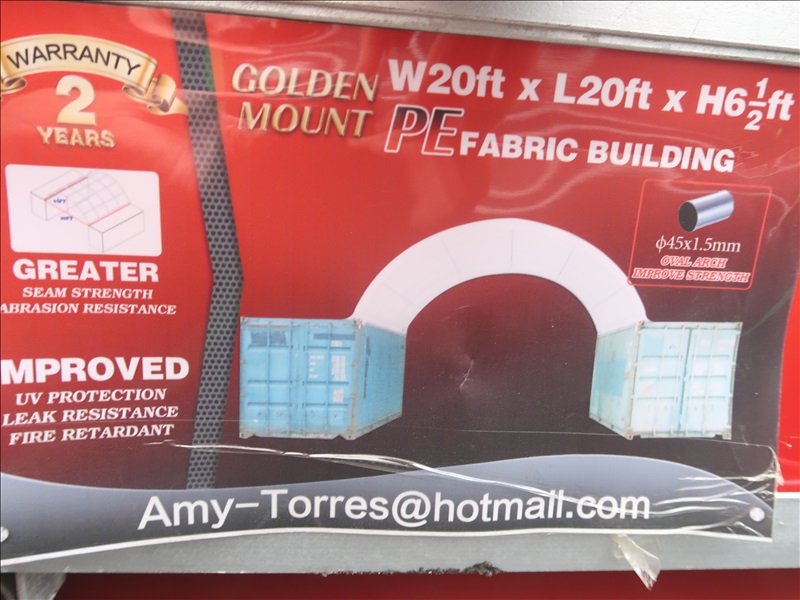 WARRANTY
2
YEARS
GOLDEN
MOUNT
W20ft x L20ft x H6½ft
PE FABRIC BUILDING
GREATER
SEAM STRENGTH
ABRASION RESISTANCE
MPROVED
UV PROTECTION
LEAK RESISTANCE
FIRE RETARDANT
ϕ45x1.5mm
OVAL ARCH
IMPROVE STRENGTH
Amy-Torres@hotmail.com